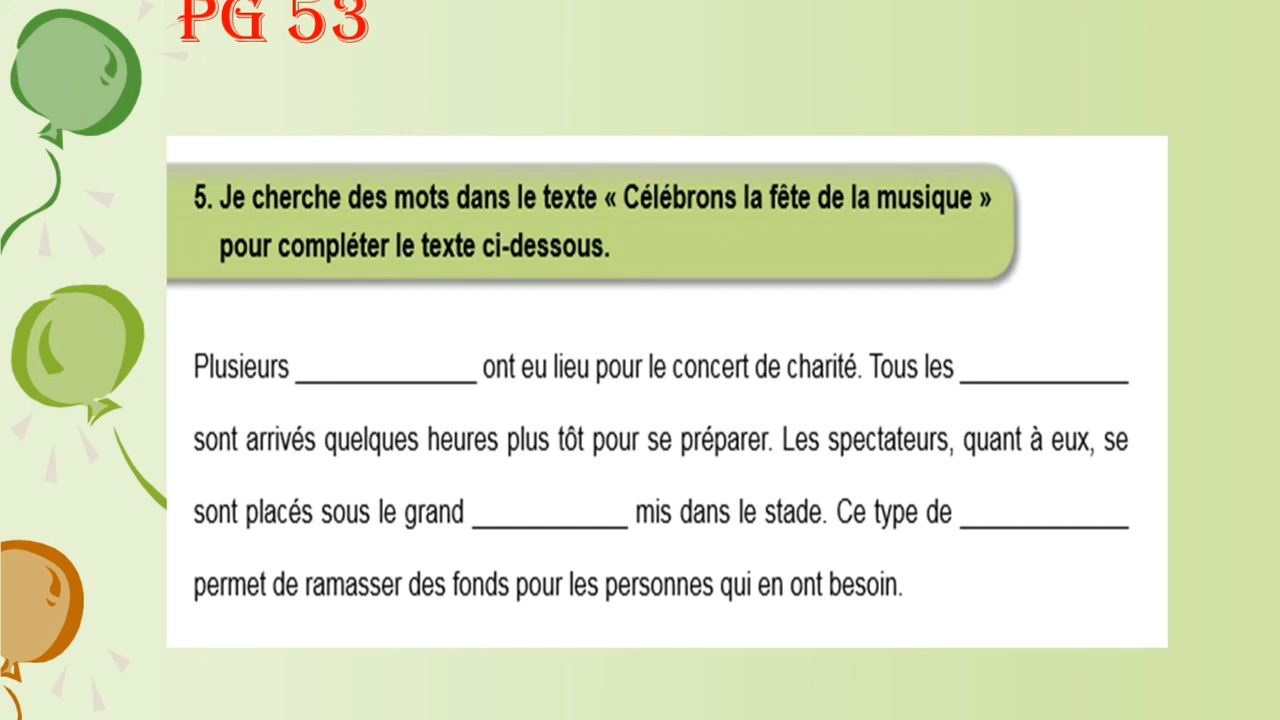 PG 53
5. Je cherche des mots dans le texte « Célébrons la fête de la musique »
pour compléter le texte ci-dessous.
Plusieurs ____________ ont eu lieu pour le concert de charité. Tous les ____________
sont arrivés quelques heures plus tôt pour se préparer. Les spectateurs, quant à eux, se
sont placés sous le grand ____________ mis dans le stade. Ce type de ____________
permet de ramasser des fonds pour les personnes qui en ont besoin.